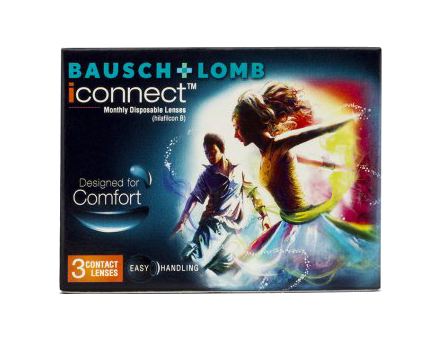 BAUSCH + LOMB
iconnect™
Monthly Disposable Lenses
(hilafilcon B)
Designed for
Comfort
3 CONTACT
LENSES
EASY HANDLING